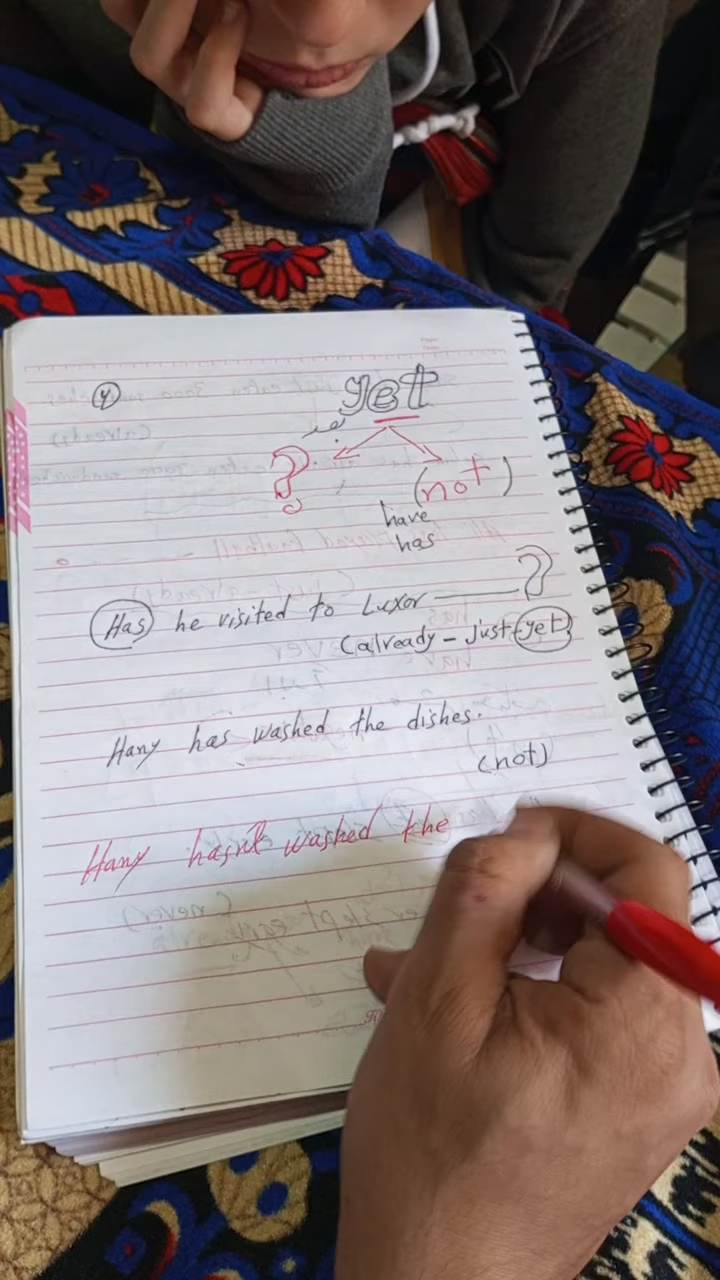 4 yet
? (not)
have
has
Has he visited to Luxor ———?
(already - just - yet)
Hany has washed the dishes.
(not)
Hany hasn't washed the